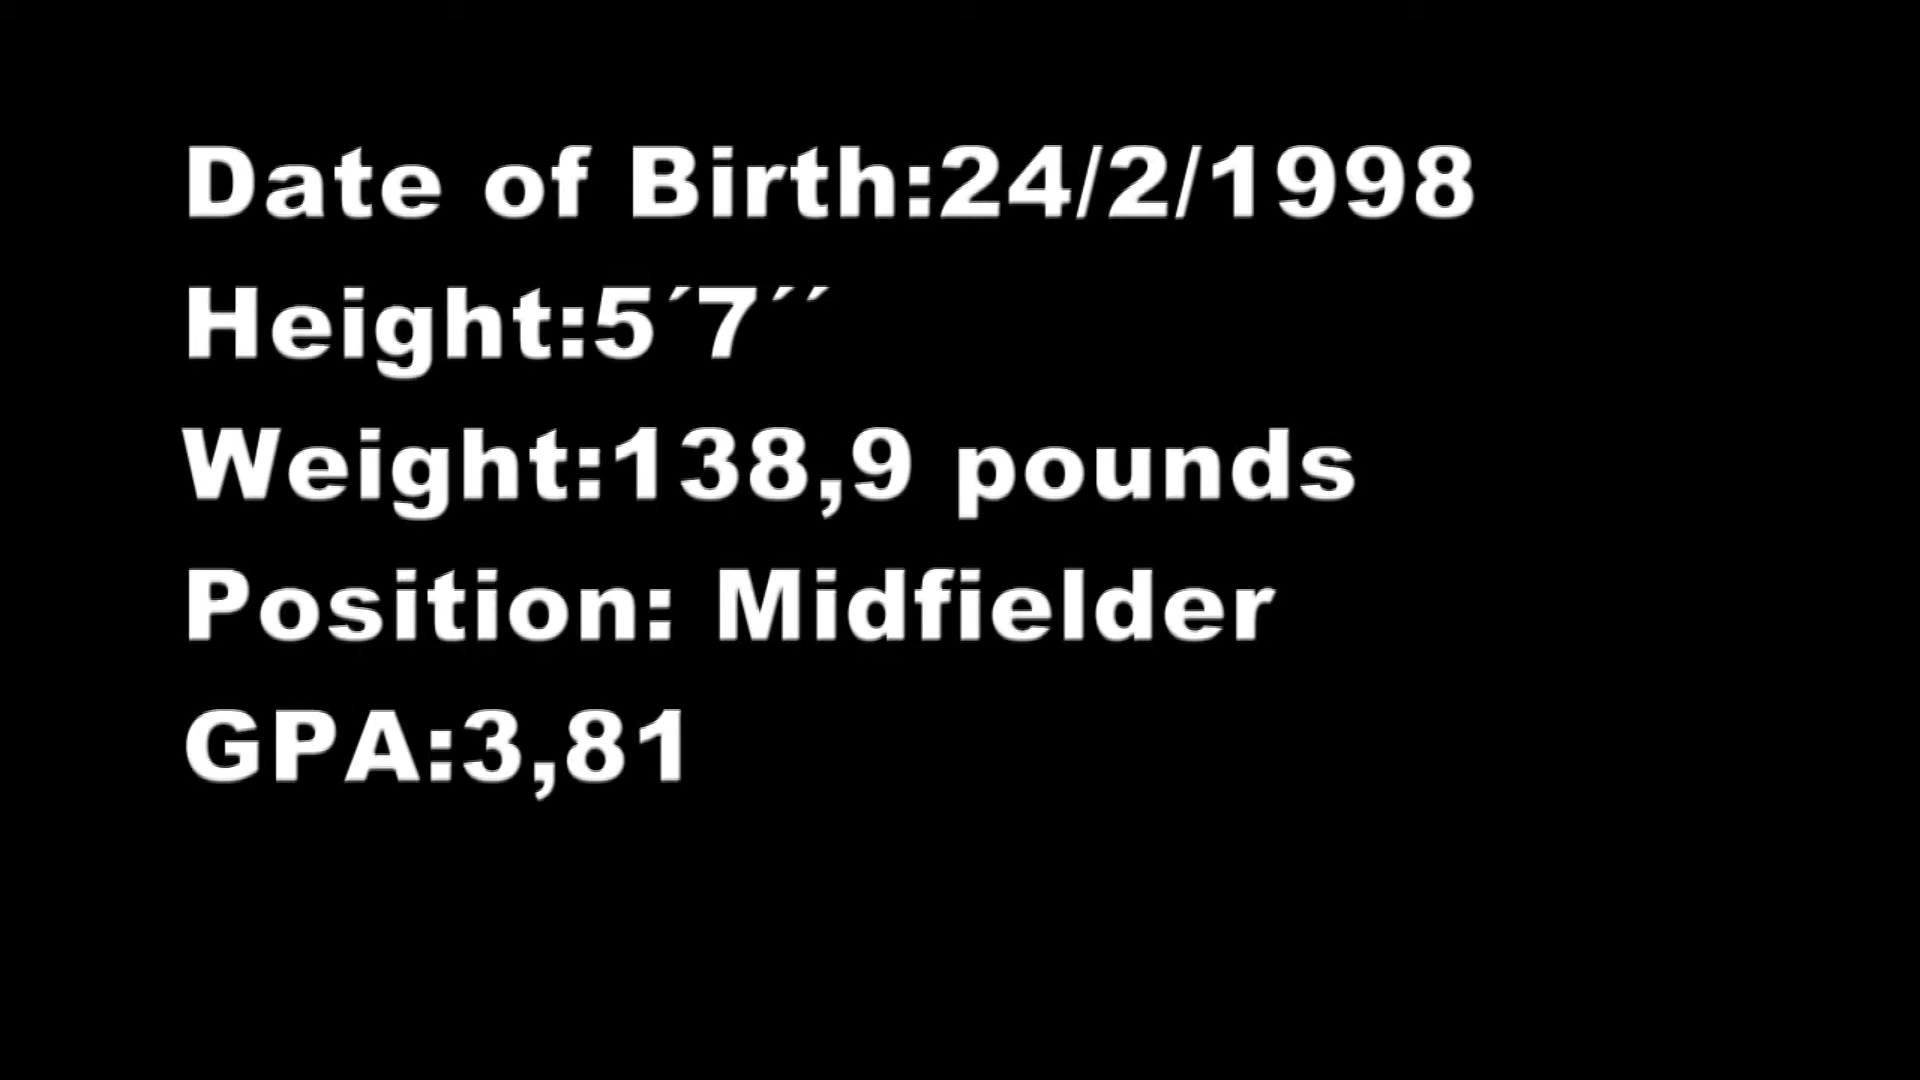 Date of Birth:24/2/1998
Height:5´7´´
Weight:138,9 pounds
Position: Midfielder
GPA:3,81